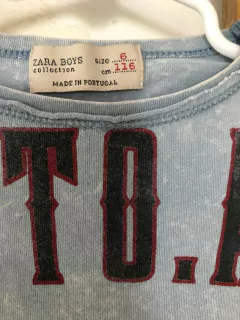 ZARA BOYS size 6
collection cm 116
MADE IN PORTUGAL
TO.